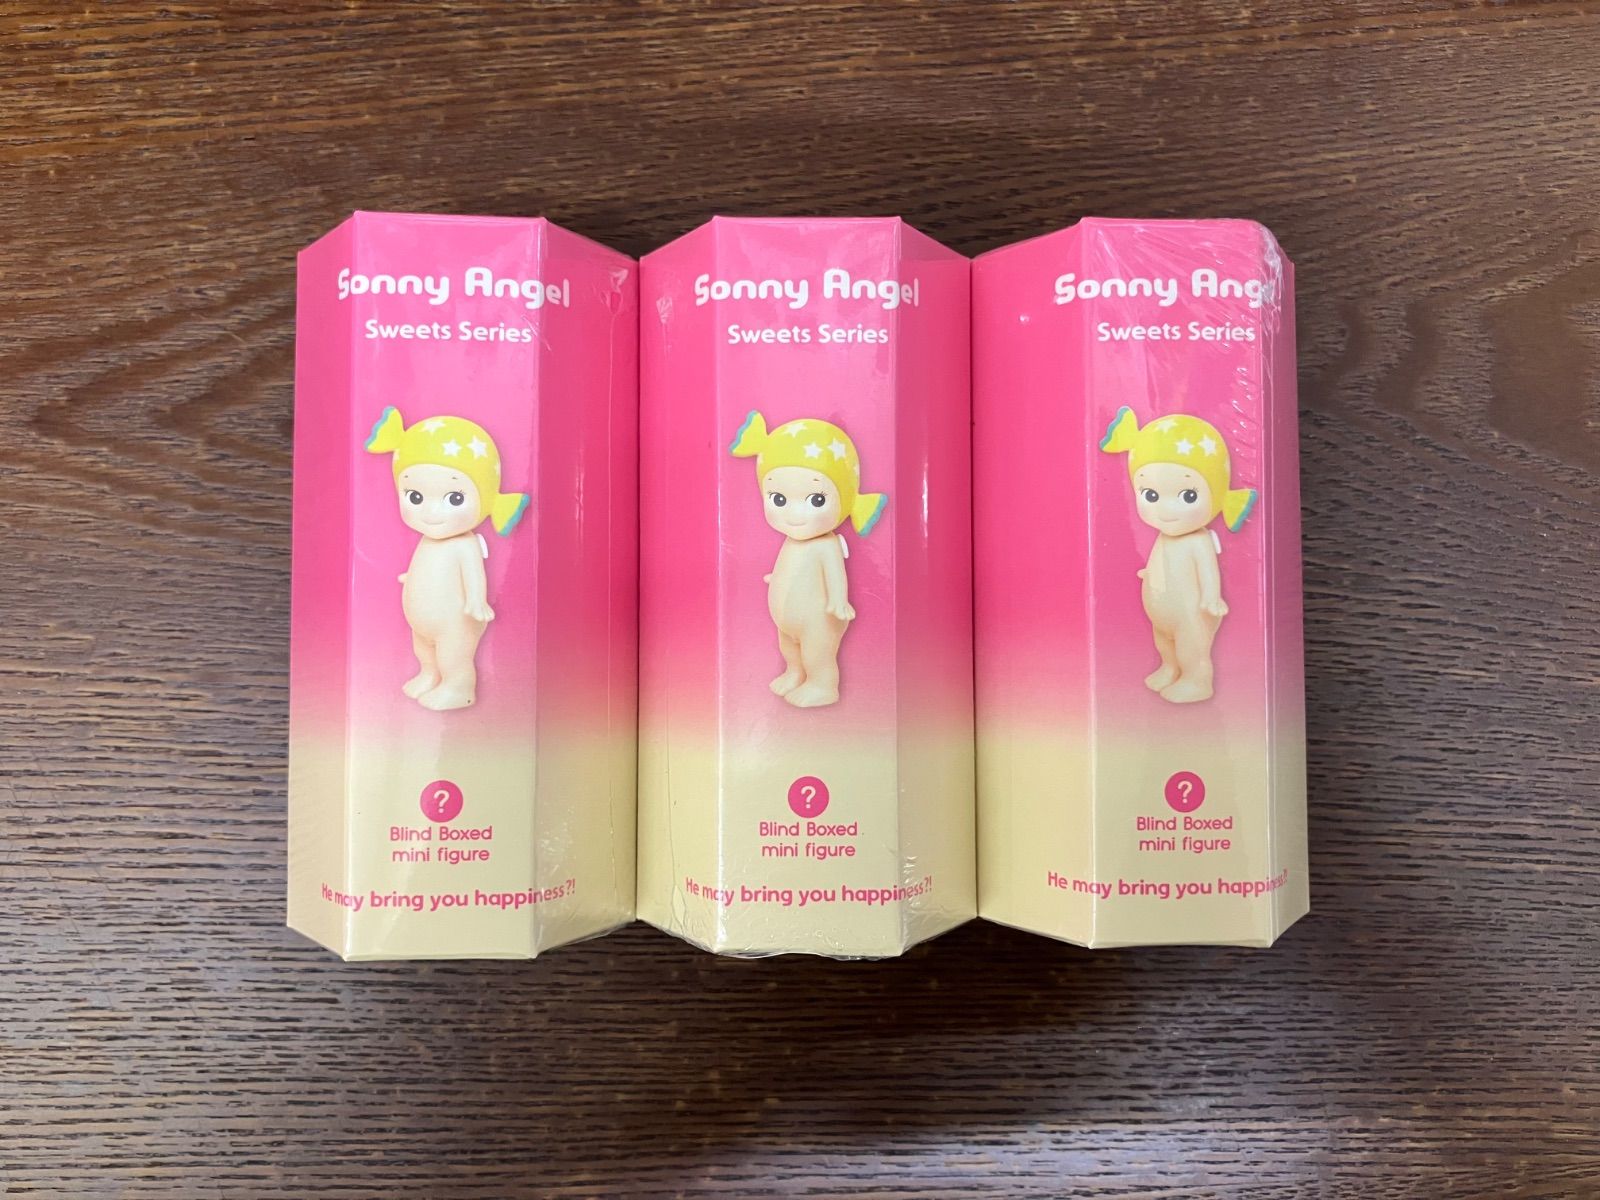 Sonny Angel
Sweets Series
?
Blind Boxed
mini figure
He may bring you happiness?!
Sonny Angel
Sweets Series
?
Blind Boxed
mini figure
He may bring you happiness?!
Sonny Angel
Sweets Series
?
Blind Boxed
mini figure
He may bring you happiness?!